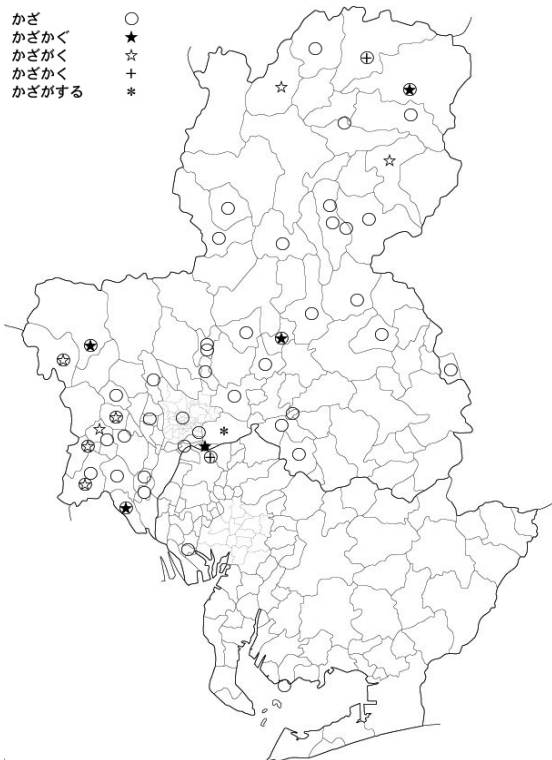 かざ ○
かざかぐ ★
かざがく ☆
かざかく ＋
かざがする ＊